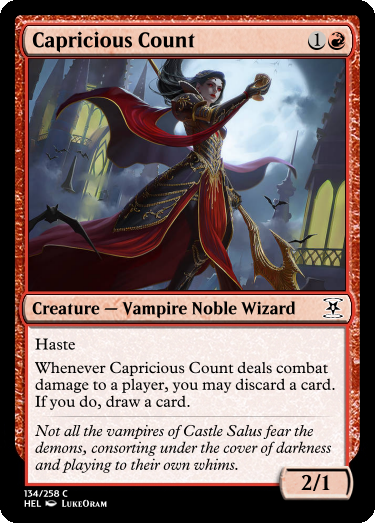 Capricious Count 1
Creature — Vampire Noble Wizard
Haste
Whenever Capricious Count deals combat
damage to a player, you may discard a card.
If you do, draw a card.
Not all the vampires of Castle Salus fear the
demons, consorting under the cover of darkness
and playing to their own whims.
2/1
134/258 C
HEL LukeOram